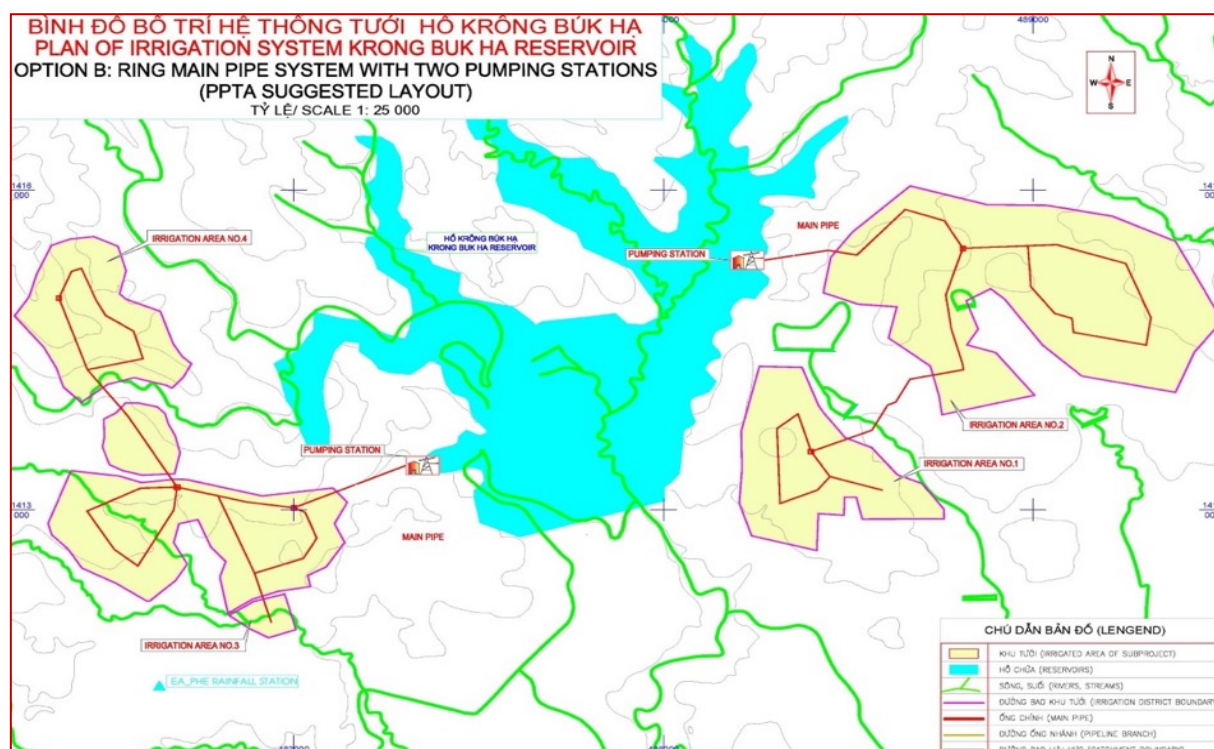 BÌNH ĐỒ BỐ TRÍ HỆ THỐNG TƯỚI HỒ KRÔNG BÚK HẠ
PLAN OF IRRIGATION SYSTEM KRONG BUK HA RESERVOIR
OPTION B: RING MAIN PIPE SYSTEM WITH TWO PUMPING STATIONS
(PPTA SUGGESTED LAYOUT)
TỶ LỆ/ SCALE 1: 25 000
000
489000
N
W E
S
1416
000
IRRIGATION AREA NO.4
HỒ KRÔNG BÚK HẠ
KRONG BUK HA RESERVOIR
MAIN PIPE
PUMPING STATION
IRRIGATION AREA NO.2
PUMPING STATION
IRRIGATION AREA NO.1
1413
000
MAIN PIPE
IRRIGATION AREA NO.3
EA_PHE RAINFALL STATION
CHÚ DẪN BẢN ĐỒ (LENGEND)
KHU TƯỚI (IRRIGATED AREA OF SUBPROJECT)
HỒ CHỨA (RESERVOIRS)
SÔNG, SUỐI (RIVERS, STREAMS)
ĐƯỜNG BAO KHU TƯỚI (IRRIGATION DISTRICT BOUNDARY
ỐNG CHÍNH (MAIN PIPE)
ĐƯỜNG ỐNG NHÁNH (PIPELINE BRANCH)